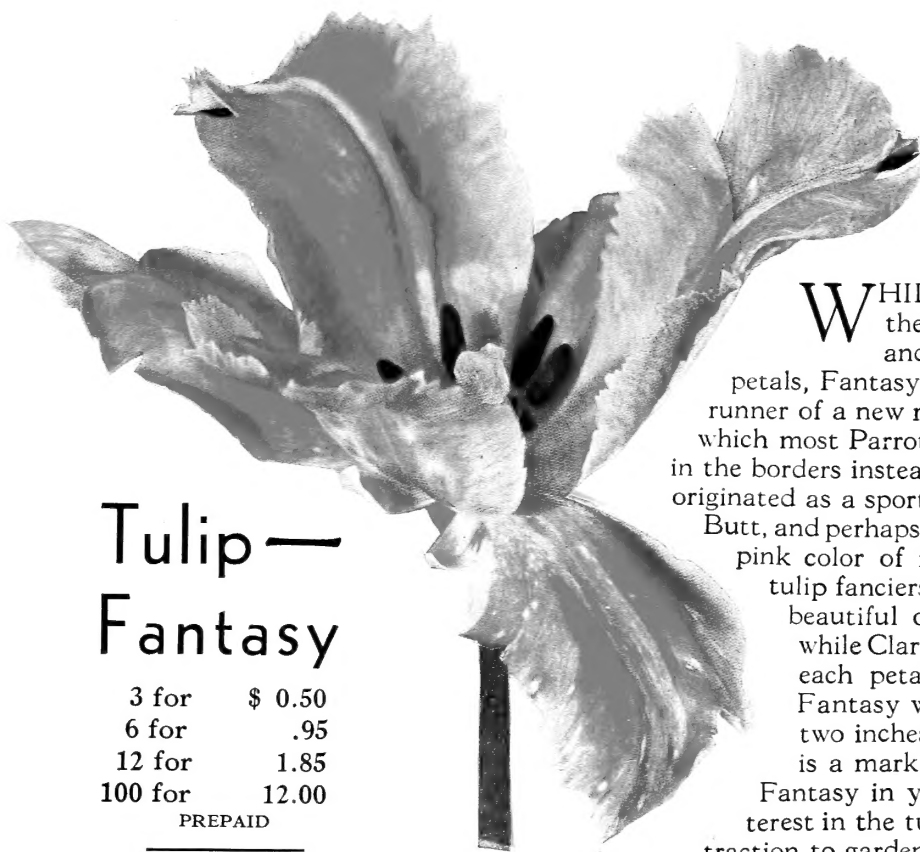 Tulip—
Fantasy
3 for $ 0.50
6 for .95
12 for 1.85
100 for 12.00
PREPAID
the
and
petals, Fantasy
runner of a new
which most Parrot
in the borders instea
originated as a sport
Butt, and perhaps
pink color of
tulip fanciers
beautiful
while Clar
each peta
Fantasy w
two inches
is a mark
Fantasy in y
terest in the tu
traction to garden